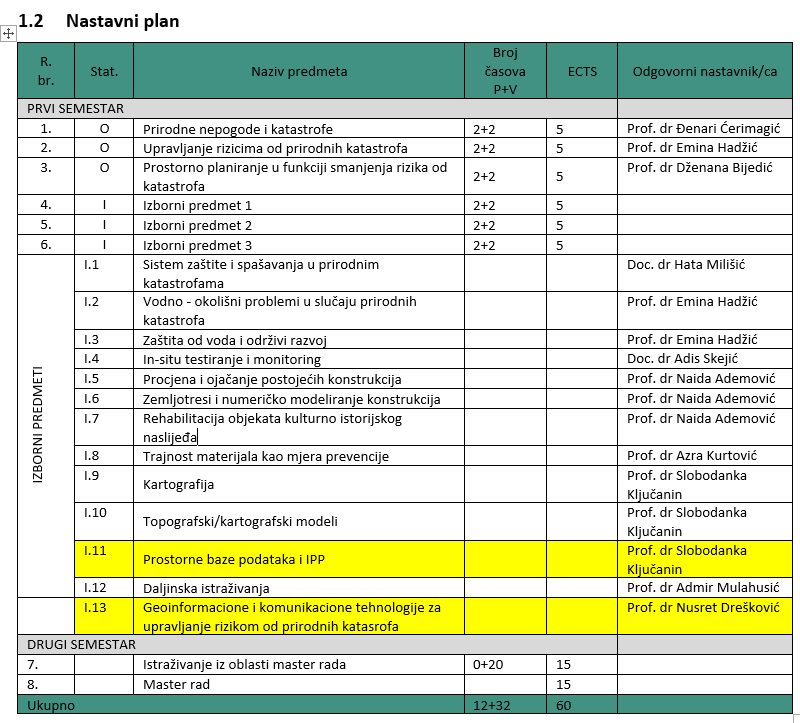 1.2 Nastavni plan
R. br. Stat. Naziv predmeta Broj časova P+V ECTS Odgovorni nastavnik/ca
PRVI SEMESTAR
1. O Prirodne nepogode i katastrofe 2+2 5 Prof. dr Đenari Ćerimagić
2. O Upravljanje rizicima od prirodnih katastrofa 2+2 5 Prof. dr Emina Hadžić
3. O Prostorno planiranje u funkciji smanjenja rizika od
katastrofa 2+2 5 Prof. dr Dženana Bijedić
4. I Izborni predmet 1 2+2 5
5. I Izborni predmet 2 2+2 5
6. I Izborni predmet 3 2+2 5
IZBORNI PREDMETI
I.1 Sistem zaštite i spašavanja u prirodnim
katastrofama Doc. dr Hata Milišić
I.2 Vodno - okolišni problemi u slučaju prirodnih
katastrofa Prof. dr Emina Hadžić
I.3 Zaštita od voda i održivi razvoj Prof. dr Emina Hadžić
I.4 In-situ testiranje i monitoring Doc. dr Adis Skejić
I.5 Procjena i ojačanje postojećih konstrukcija Prof. dr Naida Ademović
I.6 Zemljotresi i numeričko modeliranje konstrukcija Prof. dr Naida Ademović
I.7 Rehabilitacija objekata kulturno istorijskog
naslijeđa Prof. dr Naida Ademović
I.8 Trajnost materijala kao mjera prevencije Prof. dr Azra Kurtović
I.9 Kartografija Prof. dr Slobodanka
Ključanin
I.10 Topografski/kartografski modeli Prof. dr Slobodanka
Ključanin
I.11 Prostorne baze podataka i IPP Prof. dr Slobodanka
Ključanin
I.12 Daljinska istraživanja Prof. dr Admir Mulahusić
I.13 Geoinformacione i komunikacione tehnologije za
upravljanje rizikom od prirodnih katasrofa Prof. dr Nusret Drešković
DRUGI SEMESTAR
7. Istraživanje iz oblasti master rada 0+20 15
8. Master rad 15
Ukupno 12+32 60